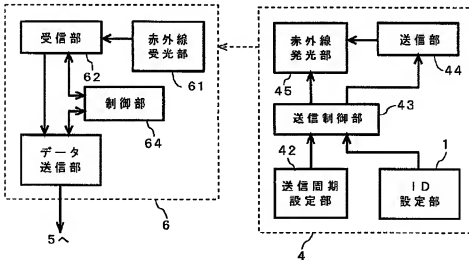 受信部
62
赤外線
受光部
61
制御部
64
データ
送信部
5へ
6
赤外線
発光部
45
送信部
44
送信制御部
43
42
送信周期
設定部
1
ID
設定部
4